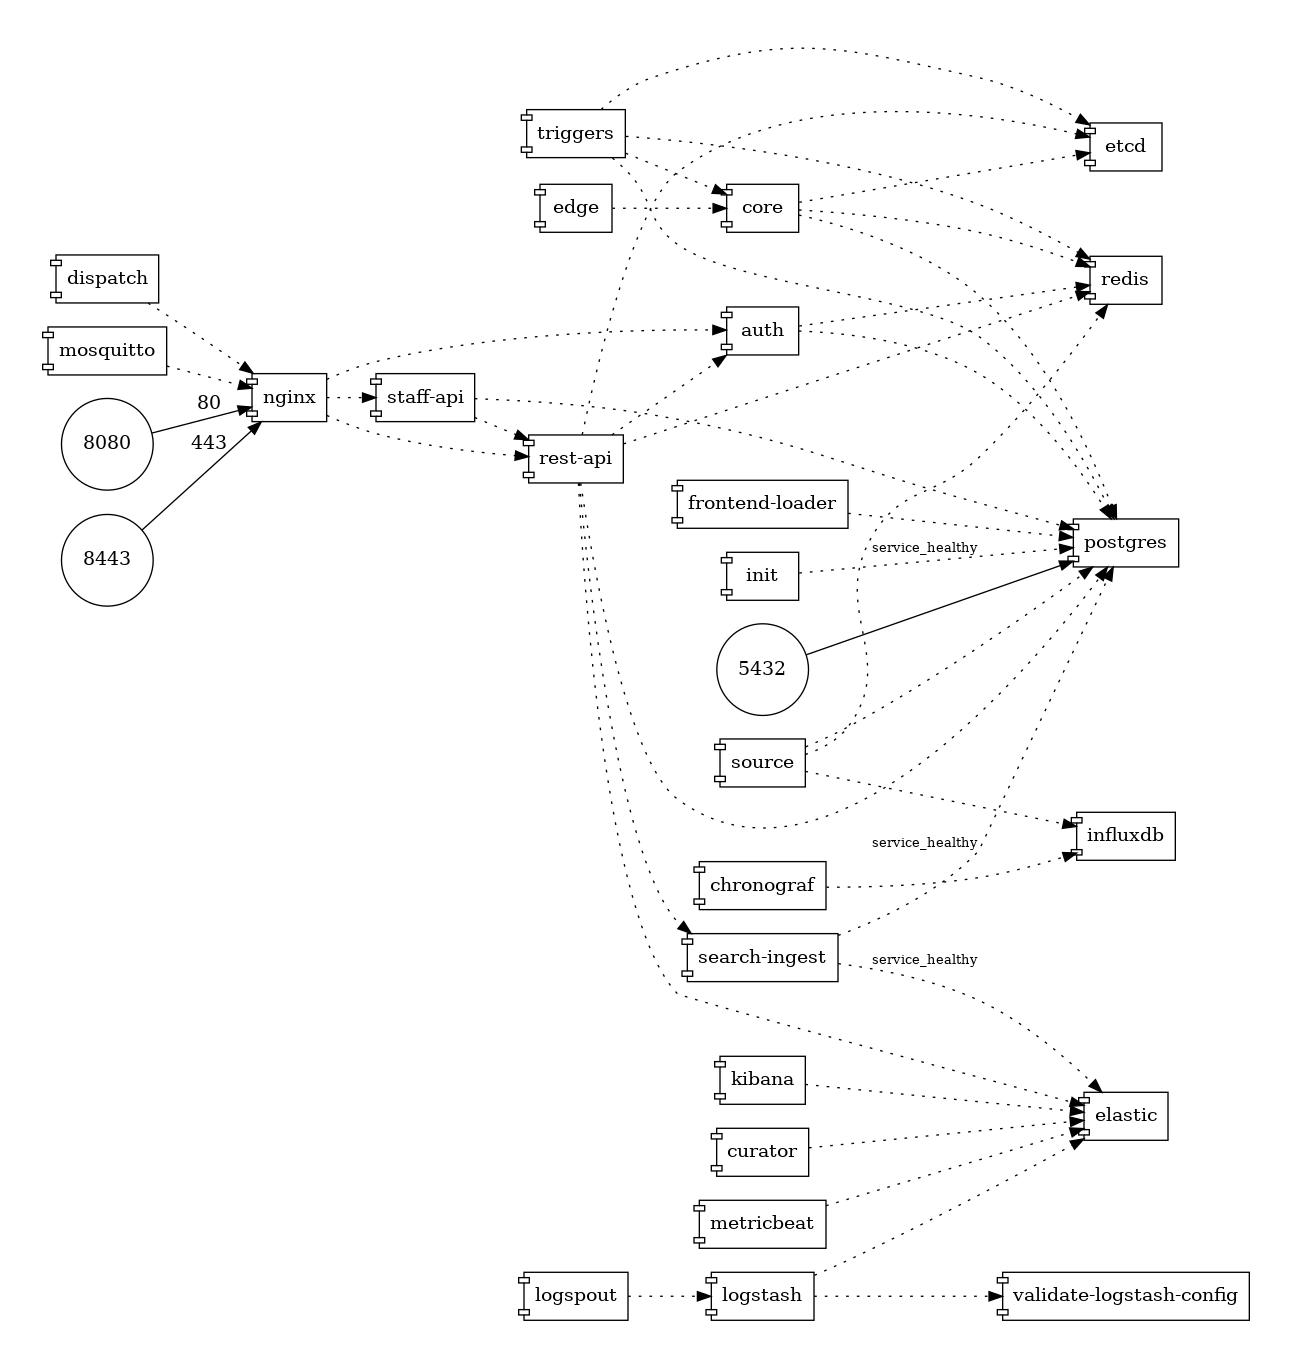 triggers
etcd
edge
core
dispatch
redis
auth
mosquitto
80
nginx
staff-api
8080
443
rest-api
frontend-loader
service_healthy
postgres
8443
init
5432
source
service_healthy
influxdb
chronograf
search-ingest
service_healthy
kibana
elastic
curator
metricbeat
logspout
logstash
validate-logstash-config